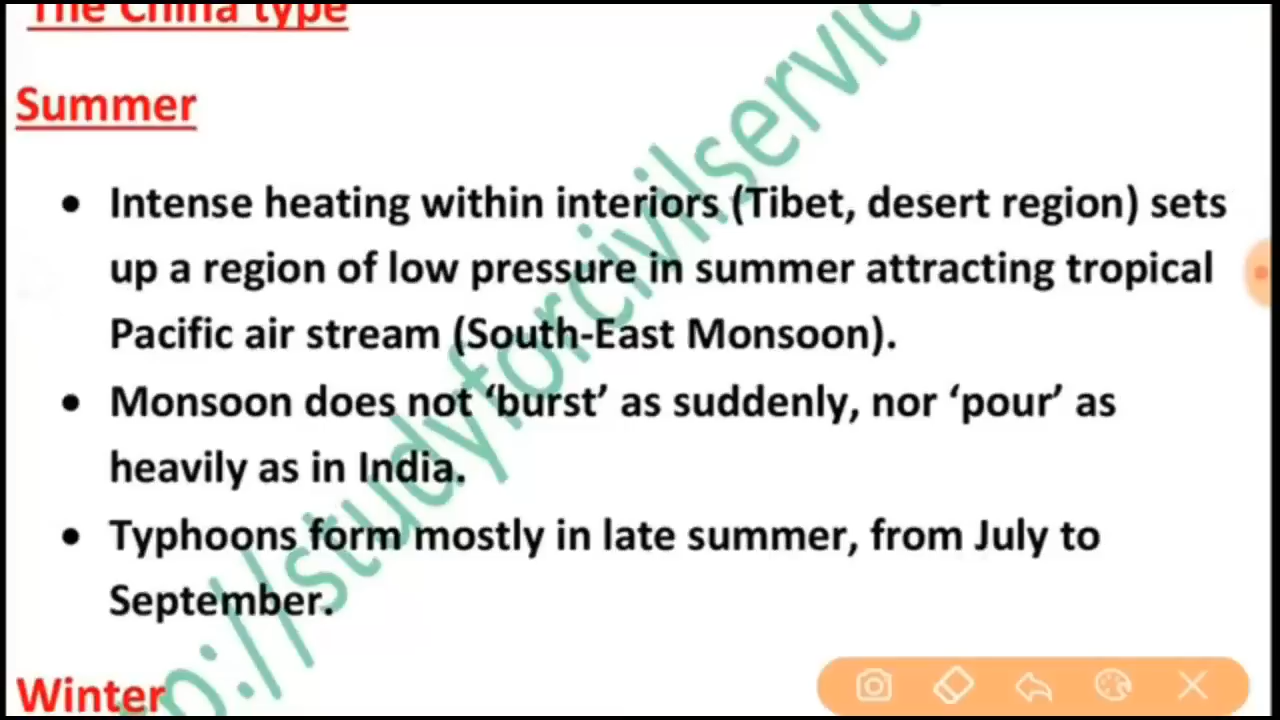 The China type
Summer
• Intense heating within interiors (Tibet, desert region) sets
up a region of low pressure in summer attracting tropical
Pacific air stream (South-East Monsoon).
• Monsoon does not ‘burst’ as suddenly, nor ‘pour’ as
heavily as in India.
• Typhoons form mostly in late summer, from July to
September.
Winter
p://studyforcivilservic